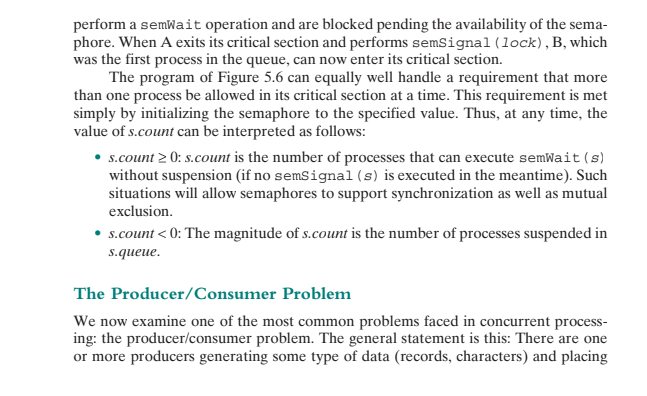 perform a semWait operation and are blocked pending the availability of the sema-
phore. When A exits its critical section and performs semSignal(lock), B, which
was the first process in the queue, can now enter its critical section.
The program of Figure 5.6 can equally well handle a requirement that more
than one process be allowed in its critical section at a time. This requirement is met
simply by initializing the semaphore to the specified value. Thus, at any time, the
value of s.count can be interpreted as follows:
• s.count ≥ 0: s.count is the number of processes that can execute semWait(s)
without suspension (if no semSignal(s) is executed in the meantime). Such
situations will allow semaphores to support synchronization as well as mutual
exclusion.
• s.count < 0: The magnitude of s.count is the number of processes suspended in
s.queue.
The Producer/Consumer Problem
We now examine one of the most common problems faced in concurrent process-
ing: the producer/consumer problem. The general statement is this: There are one
or more producers generating some type of data (records, characters) and placing